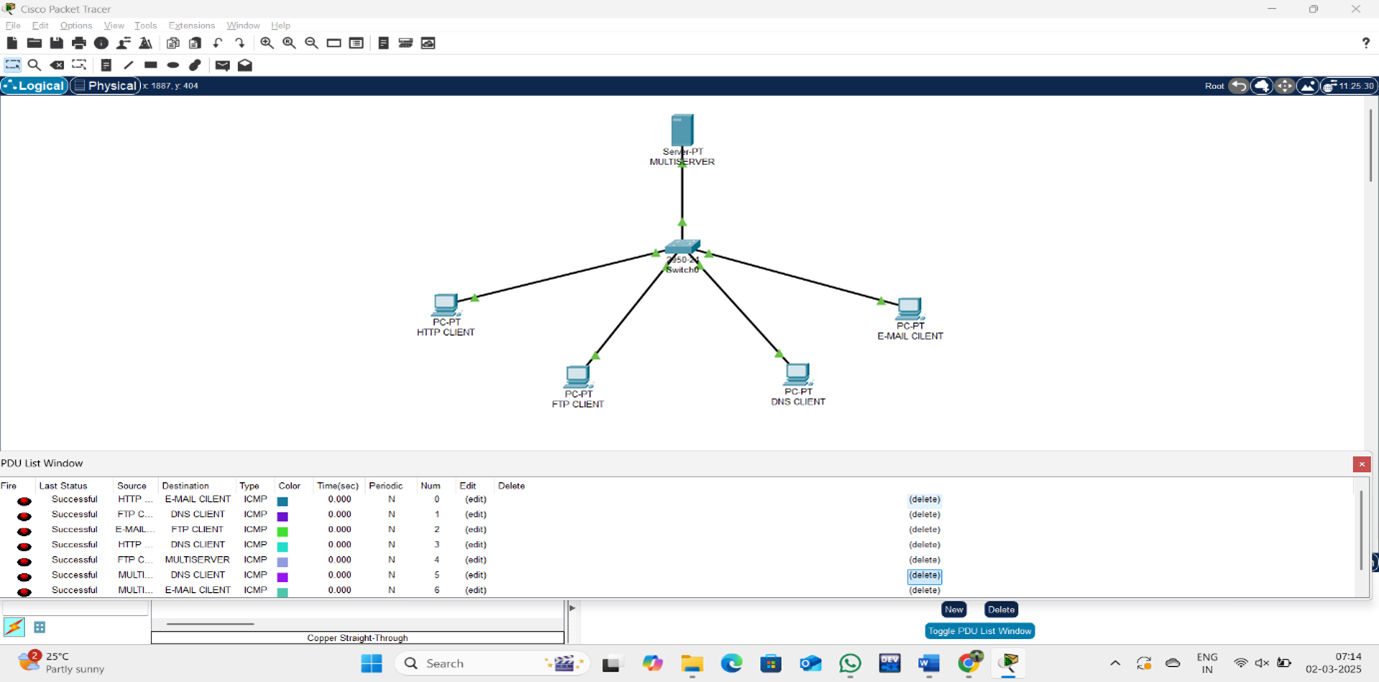 Cisco Packet Tracer
File Edit Options View Tools Extensions Window Help
?
Logical Physical x: 1887, y: 404 Root 11:25:30
Server-PT
MULTISERVER
2950-24
Switch0
PC-PT
HTTP CLIENT
PC-PT
E-MAIL CILENT
PC-PT
FTP CLIENT
PC-PT
DNS CLIENT
PDU List Window
Fire Last Status Source Destination Type Color Time(sec) Periodic Num Edit Delete
Successful HTTP ... E-MAIL CILENT ICMP 0.000 N 0 (edit) (delete)
Successful FTP C... DNS CLIENT ICMP 0.000 N 1 (edit) (delete)
Successful E-MAIL... FTP CLIENT ICMP 0.000 N 2 (edit) (delete)
Successful HTTP ... DNS CLIENT ICMP 0.000 N 3 (edit) (delete)
Successful FTP C... MULTISERVER ICMP 0.000 N 4 (edit) (delete)
Successful MULTI... DNS CLIENT ICMP 0.000 N 5 (edit) (delete)
Successful MULTI... E-MAIL CILENT ICMP 0.000 N 6 (edit) (delete)
New Delete
Toggle PDU List Window
Copper Straight-Through
2 25°C
Partly sunny
Search
DEV
W
ENG
IN
07:14
02-03-2025